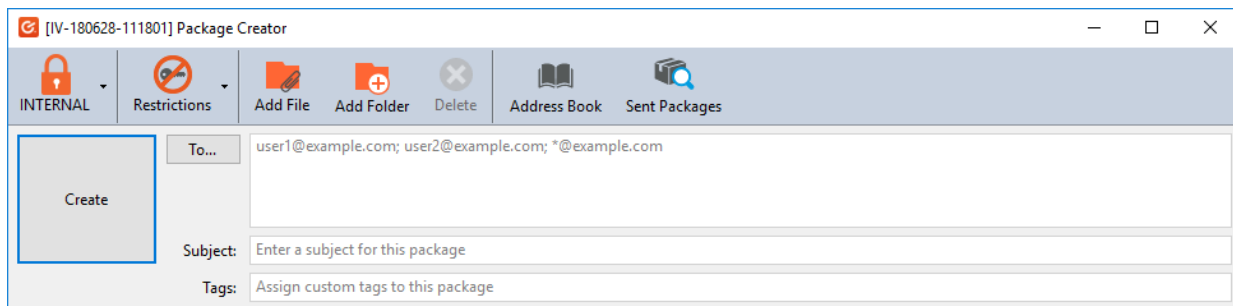 [IV-180628-111801] Package Creator
INTERNAL Restrictions Add File Add Folder Delete Address Book Sent Packages
Create
To... user1@example.com; user2@example.com; *@example.com
Subject: Enter a subject for this package
Tags: Assign custom tags to this package